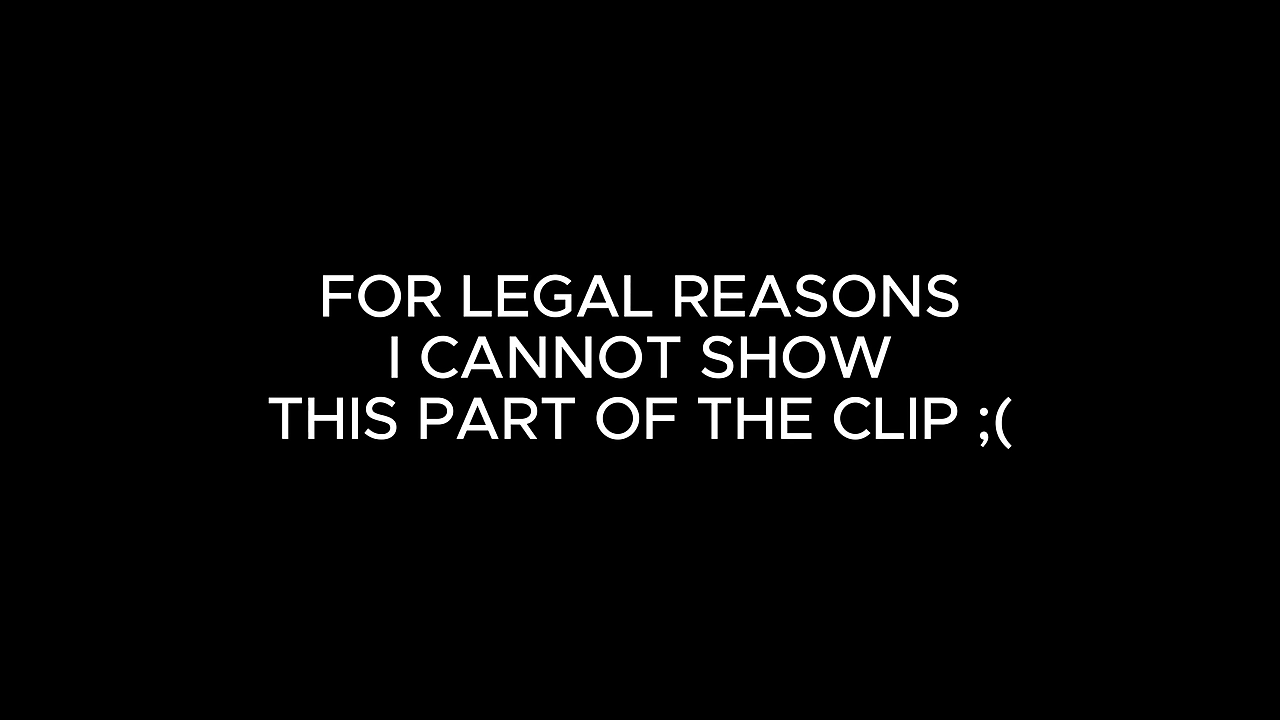 FOR LEGAL REASONS
I CANNOT SHOW
THIS PART OF THE CLIP ;(